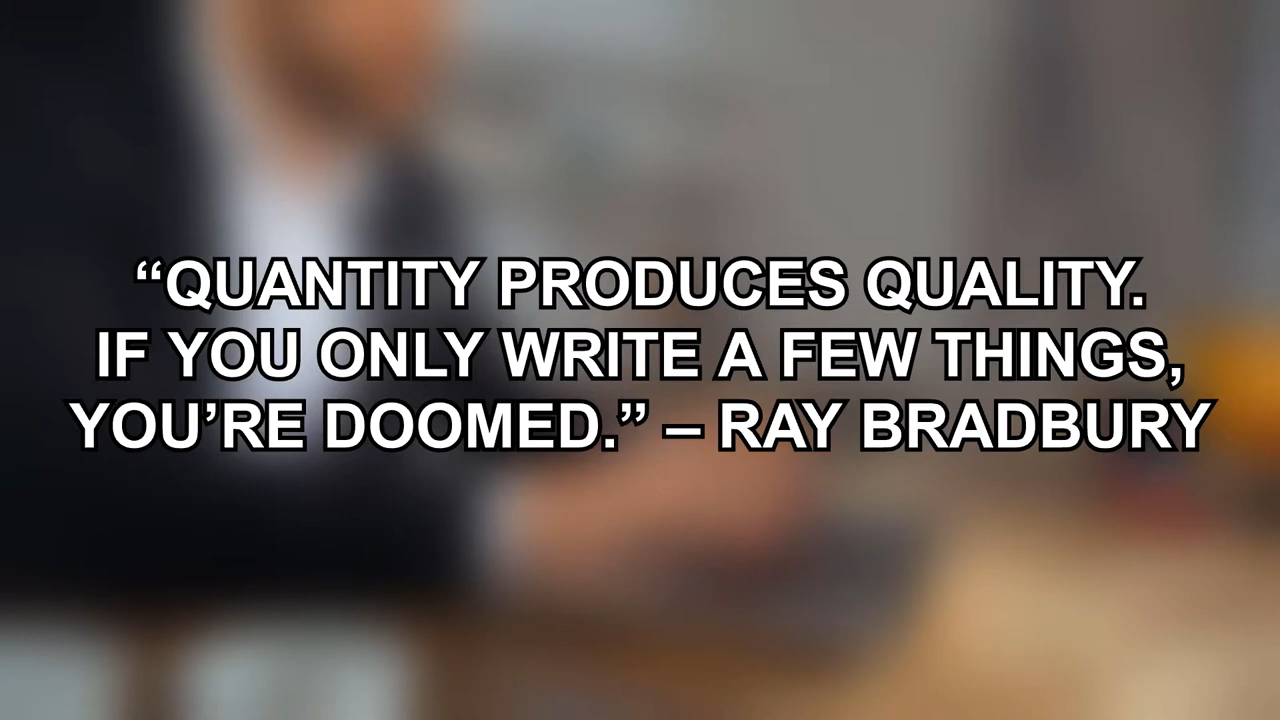 “QUANTITY PRODUCES QUALITY.
IF YOU ONLY WRITE A FEW THINGS,
YOU’RE DOOMED.” – RAY BRADBURY